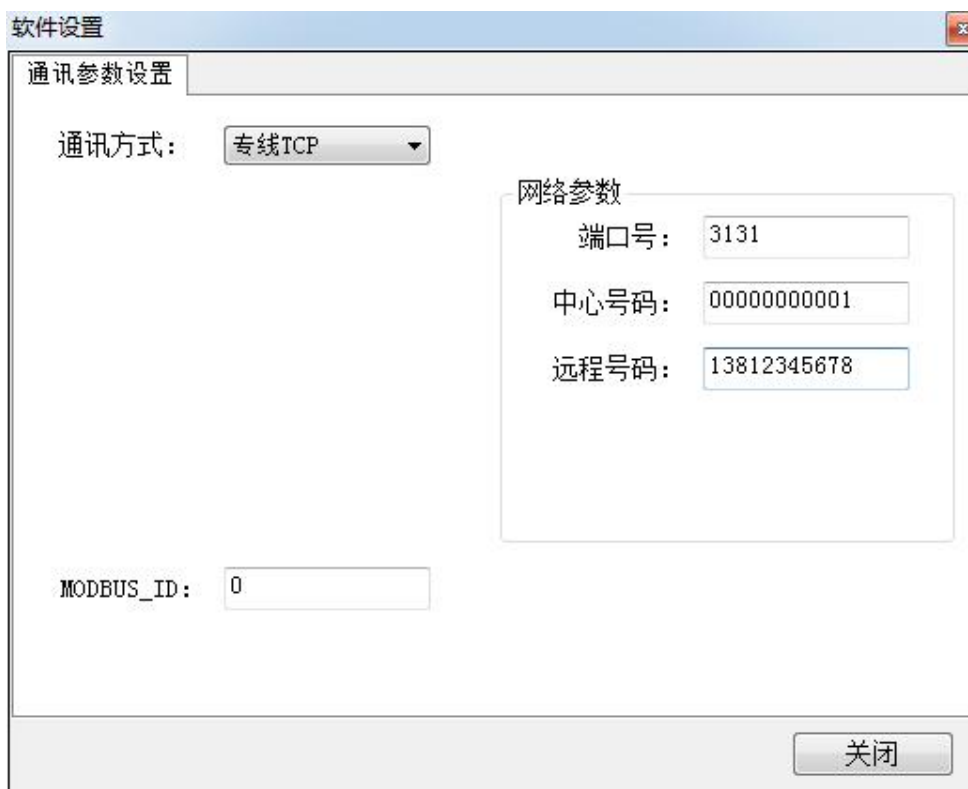 软件设置
通讯参数设置
通讯方式： 专线TCP
网络参数
端口号： 3131
中心号码： 00000000001
远程号码： 13812345678
MODBUS_ID： 0
关闭